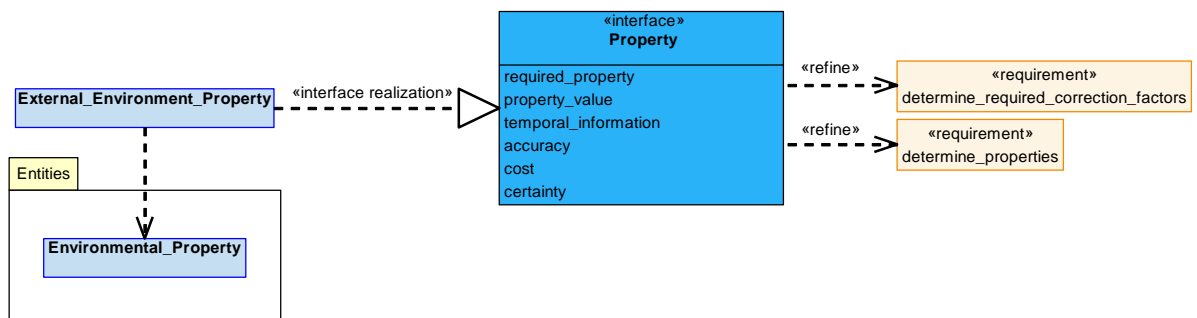 «interface»
Property
required_property
property_value
temporal_information
accuracy
cost
certainty
External_Environment_Property
«interface realization»
«refine»
«requirement»
determine_required_correction_factors
«refine»
«requirement»
determine_properties
Entities
Environmental_Property